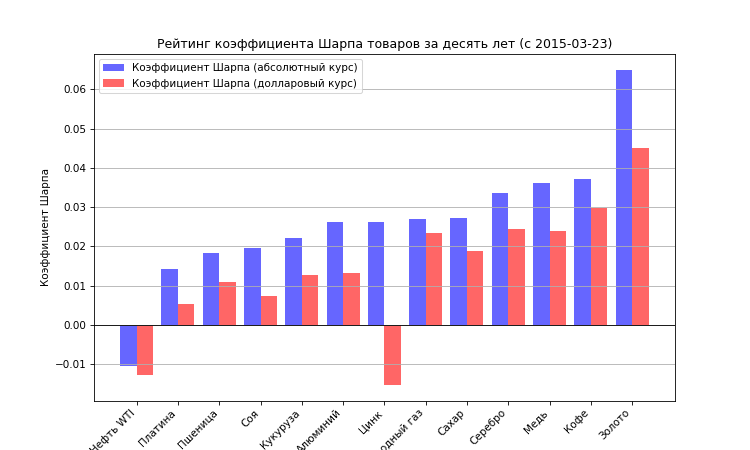 Рейтинг коэффициента Шарпа товаров за десять лет (с 2015-03-23)
Коэффициент Шарпа (абсолютный курс)
Коэффициент Шарпа (долларовый курс)
Коэффициент Шарпа
0.06
0.05
0.04
0.03
0.02
0.01
0.00
−0.01
Нефть WTI
Платина
Пшеница
Соя
Кукуруза
Алюминий
Цинк
одный газ
Сахар
Серебро
Медь
Кофе
Золото